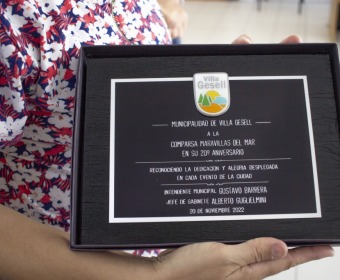 Villa
Gesell
MUNICIPALIDAD DE VILLA GESELL
A LA
COMPARSA MARAVILLAS DEL MAR
EN SU 20º ANIVERSARIO
RECONOCIENDO LA DEDICACION Y ALEGRIA DESPLEGADA
EN CADA EVENTO DE LA CIUDAD
INTENDENTE MUNICIPAL GUSTAVO BARRERA
JEFE DE GABINETE ALBERTO GUGLIELMINI
20 DE NOVIEMBRE 2022